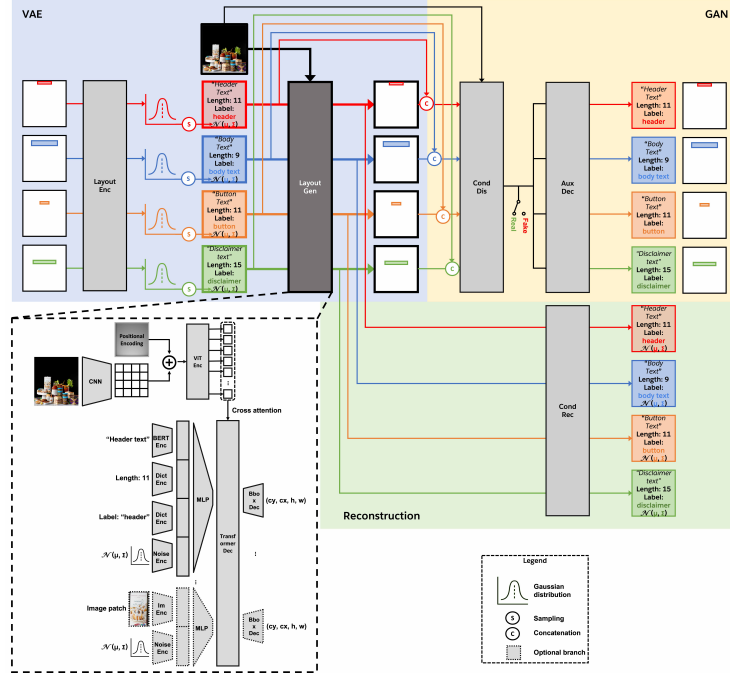 VAE
GAN
"Header
Text"
Length: 11
Label:
header
𝒩(μ, Σ)
"Body
Text"
Length: 9
Label:
body text
𝒩(μ, Σ)
"Button
Text"
Length: 11
Label:
button
𝒩(μ, Σ)
"Disclaimer
text"
Length: 15
Label:
disclaimer
𝒩(μ, Σ)
S
S
S
S
Layout
Enc
Layout
Gen
C
C
C
C
Cond
Dis
Real
Fake
Aux
Dec
"Header
Text"
Length: 11
Label:
header
"Body
Text"
Length: 9
Label:
body text
"Button
Text"
Length: 11
Label:
button
"Disclaimer
text"
Length: 15
Label:
disclaimer
Cond
Rec
"Header
Text"
Length: 11
Label:
header
𝒩(μ, Σ)
"Body
Text"
Length: 9
Label:
body text
𝒩(μ, Σ)
"Button
Text"
Length: 11
Label:
button
𝒩(μ, Σ)
"Disclaimer
text"
Length: 15
Label:
disclaimer
𝒩(μ, Σ)
Reconstruction
Positional
Encoding
CNN
ViT
Enc
Cross attention
"Header text"
BERT
Enc
Length: 11
Dict
Enc
Label: "header"
Dict
Enc
𝒩(μ, Σ)
Noise
Enc
MLP
Transf
ormer
Dec
Bbo
x
Dec
(cy, cx, h, w)
Image patch
Im
Enc
𝒩(μ, Σ)
Noise
Enc
MLP
Bbo
x
Dec
(cy, cx, h, w)
Legend
Gaussian
distribution
S
Sampling
C
Concatenation
Optional branch